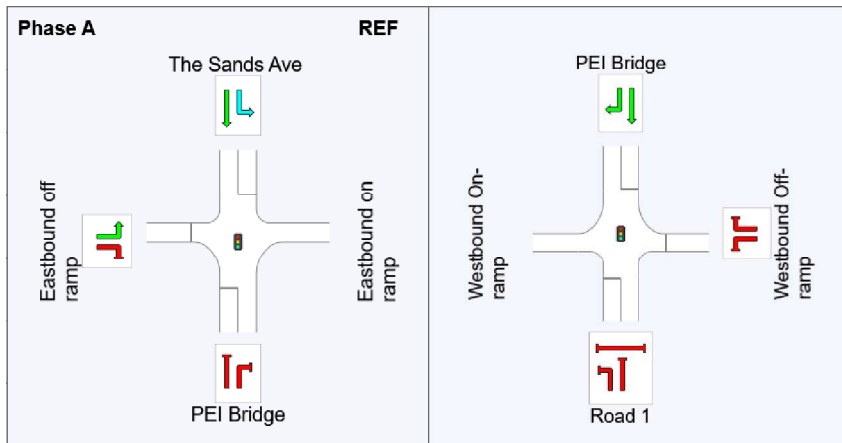 Phase A
REF
The Sands Ave
Eastbound off
ramp
Eastbound on
ramp
PEI Bridge
PEI Bridge
Westbound On-
ramp
Westbound Off-
ramp
Road 1